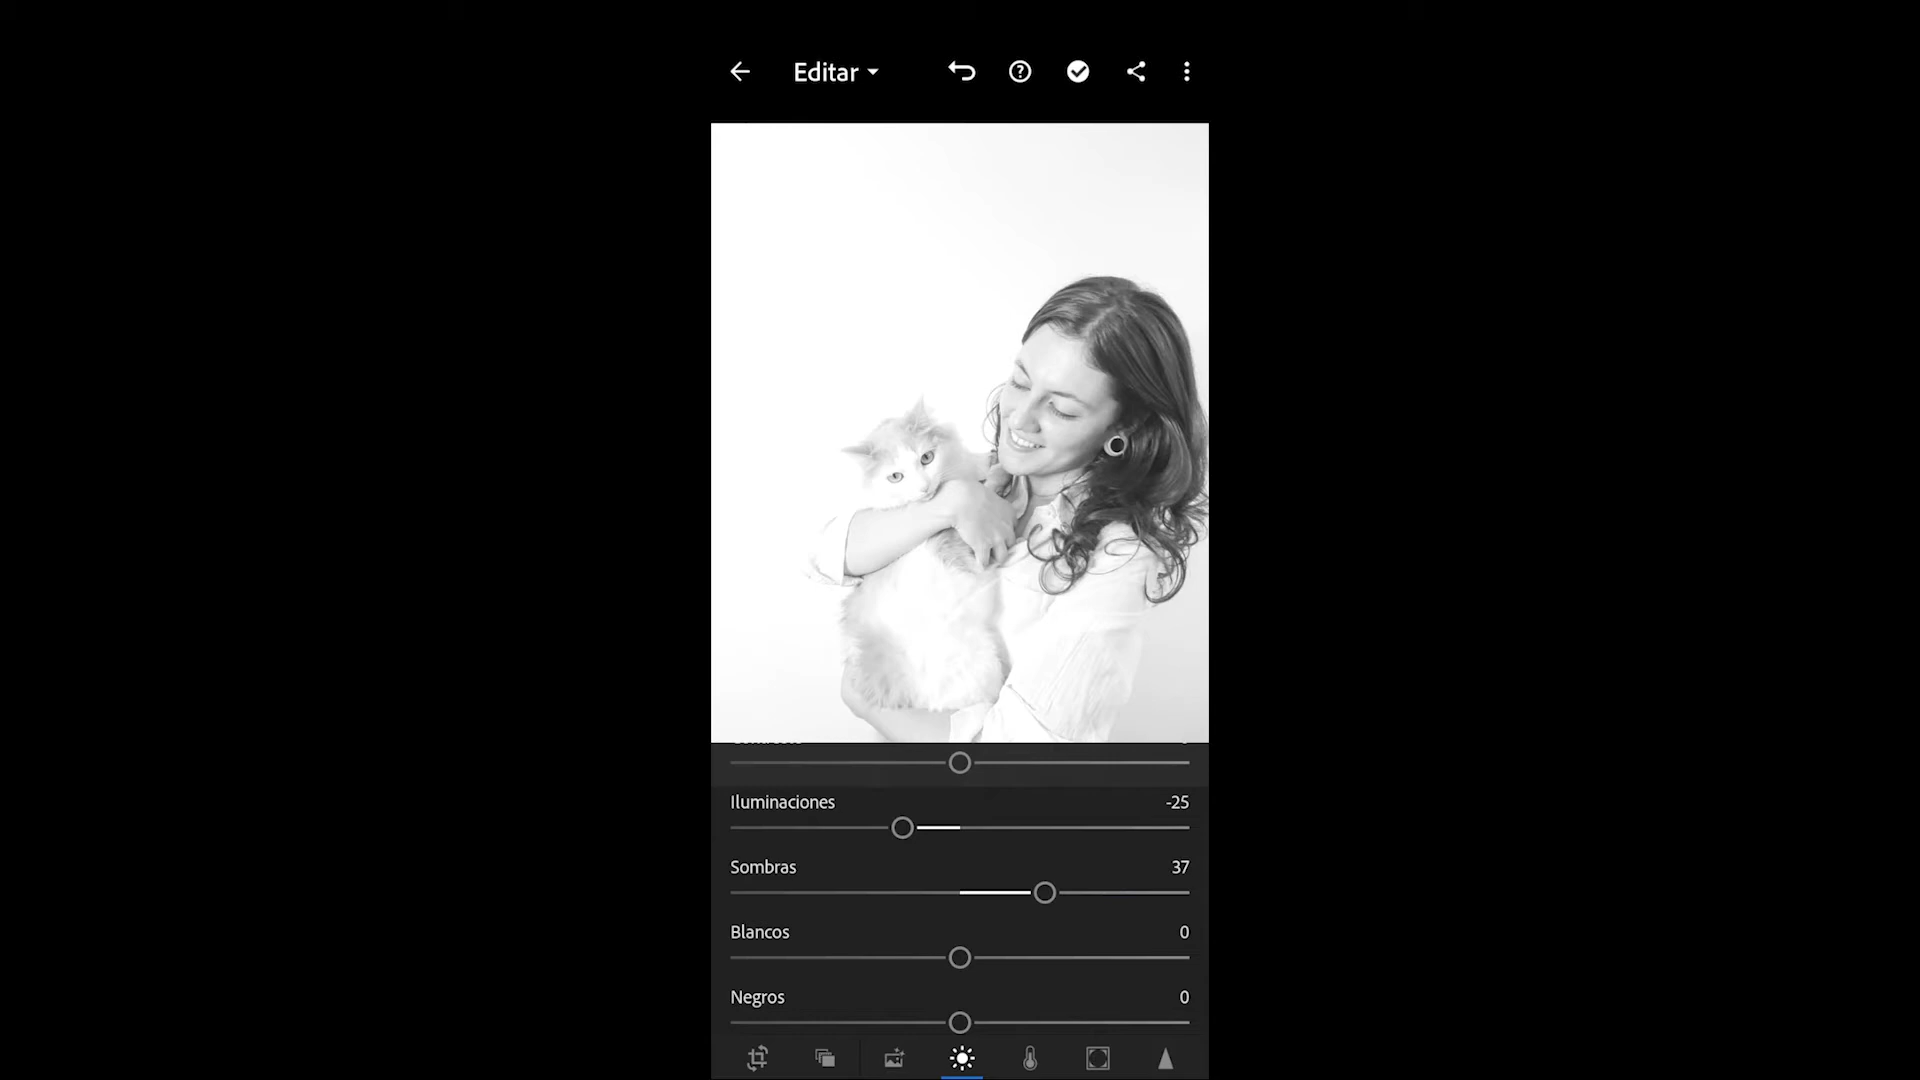 Editar
Iluminaciones -25
Sombras 37
Blancos 0
Negros 0